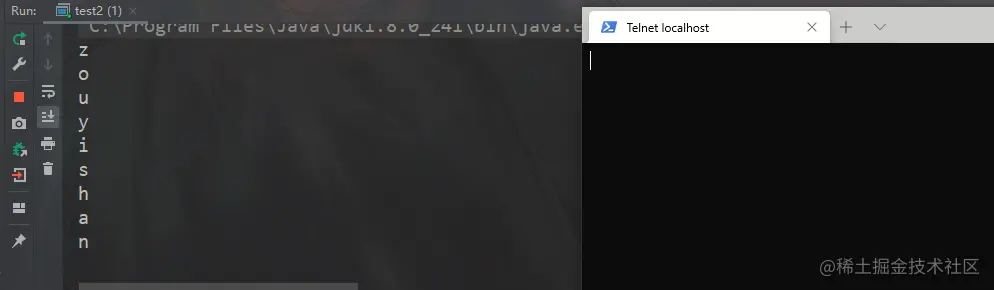 Run: test2 (1)
C:\Program Files\Java\jdk1.8.0_241\bin\java.e
z
o
u
y
i
s
h
a
n
Telnet localhost
@稀土掘金技术社区